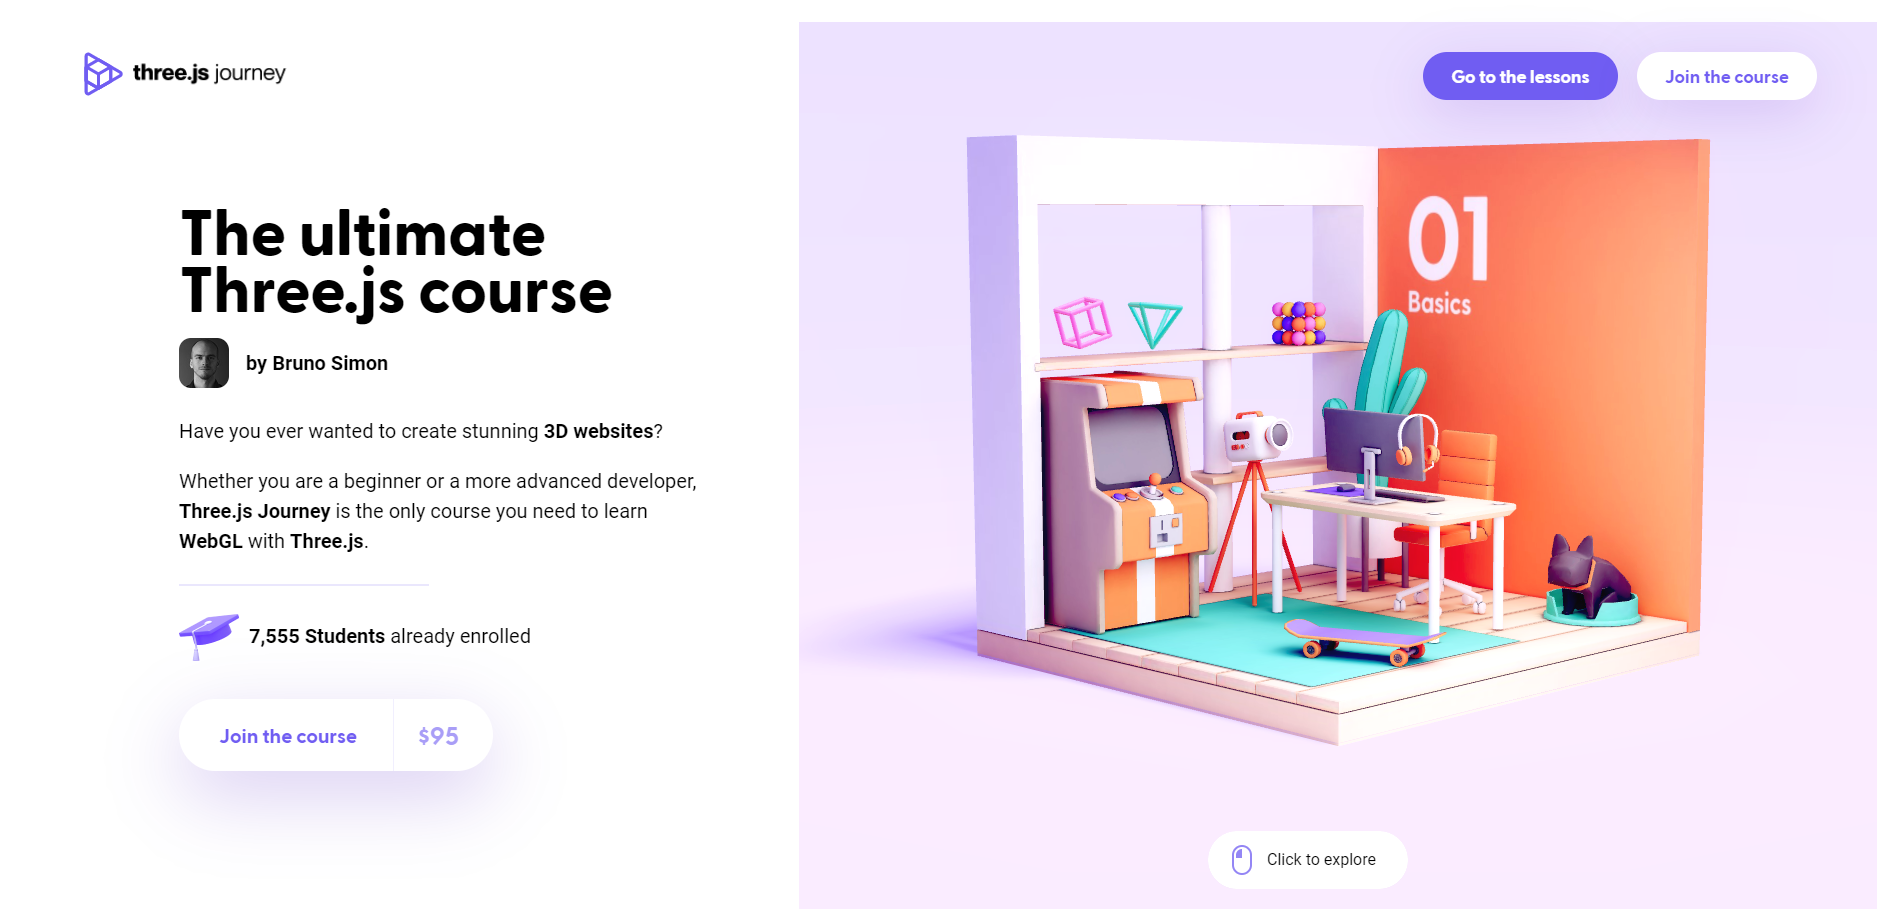 three.js journey
Go to the lessons
Join the course
The ultimate
Three.js course
by Bruno Simon
Have you ever wanted to create stunning 3D websites?
Whether you are a beginner or a more advanced developer,
Three.js Journey is the only course you need to learn
WebGL with Three.js.
7,555 Students already enrolled
Join the course
$95
01
Basics
Click to explore